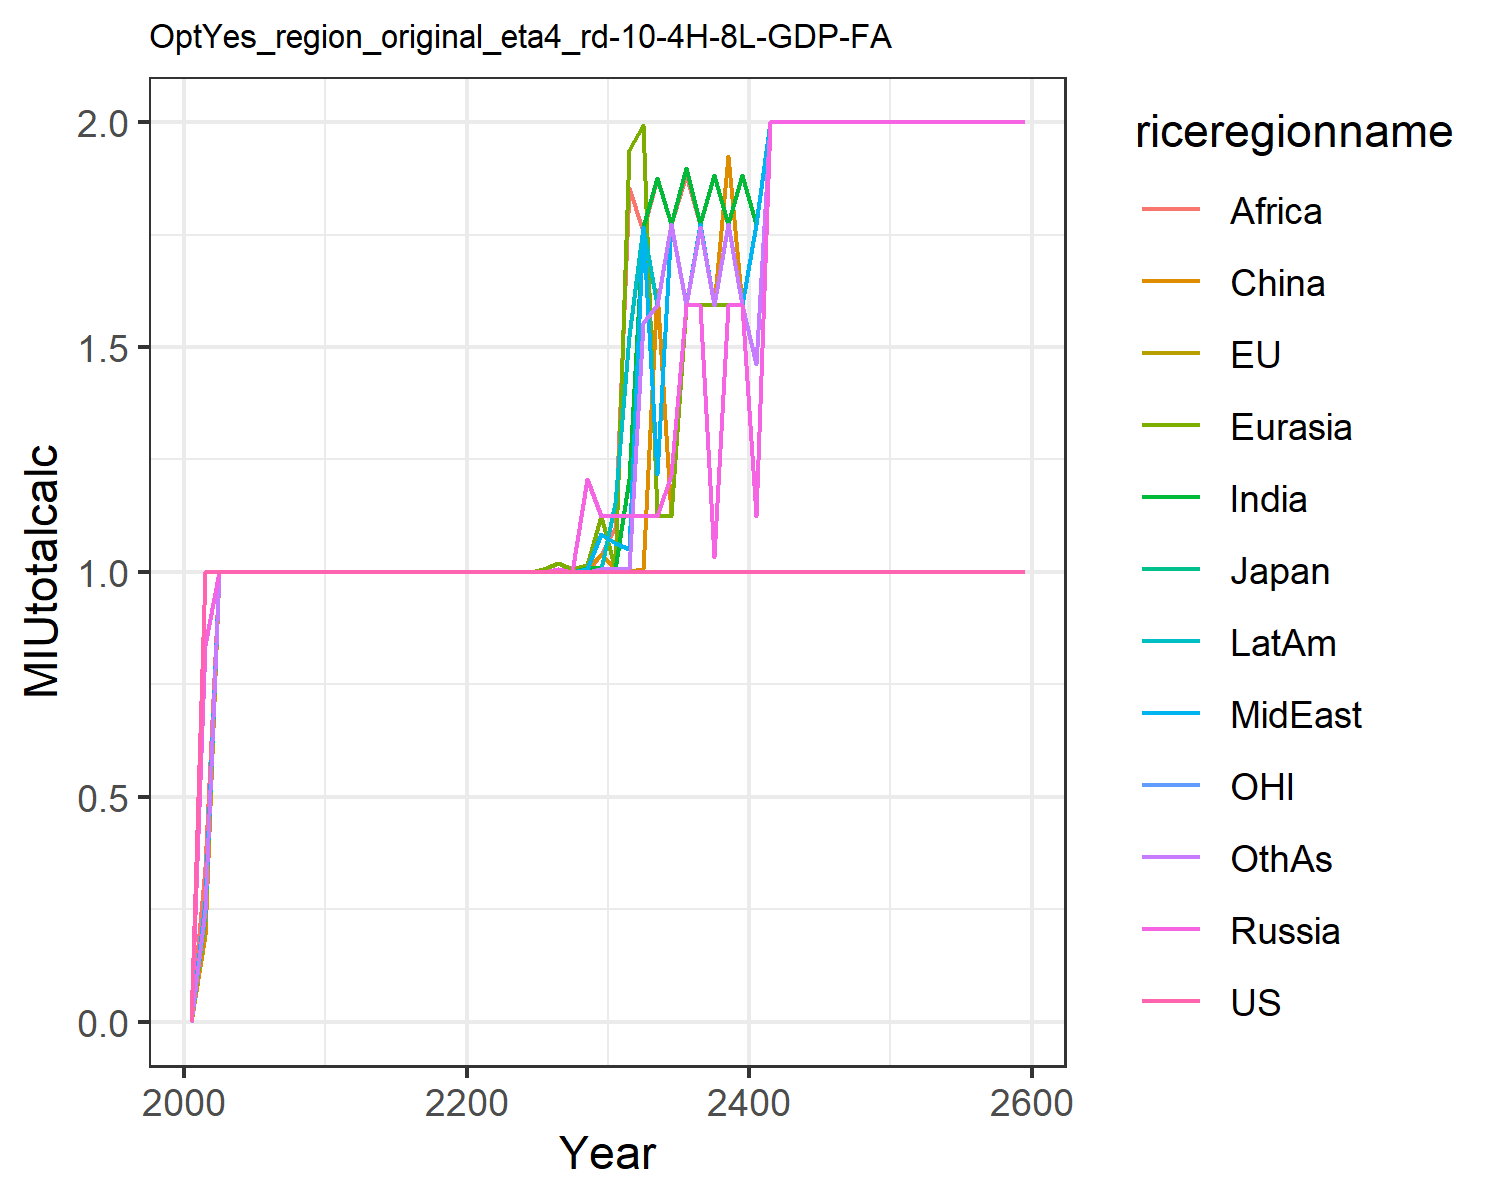 OptYes_region_original_eta4_rd-10-4H-8L-GDP-FA
2.0
1.5
1.0
0.5
0.0
MIUtotalcalc
2000
2200
2400
2600
Year
riceregionname
Africa
China
EU
Eurasia
India
Japan
LatAm
MidEast
OHI
OthAs
Russia
US